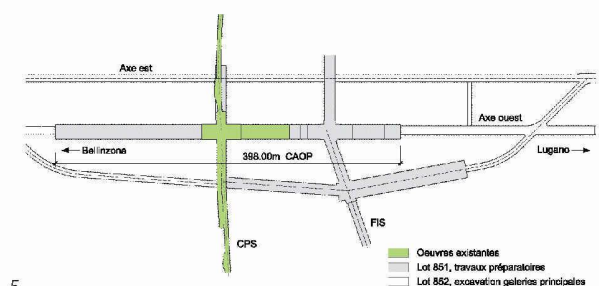 Axe est
Axe ouest
← Bellinzona
398.00m CAOP
Lugano →
FIS
CPS
Oeuvres existantes
Lot 851, travaux préparatoires
Lot 852, excavation galeries principales
5